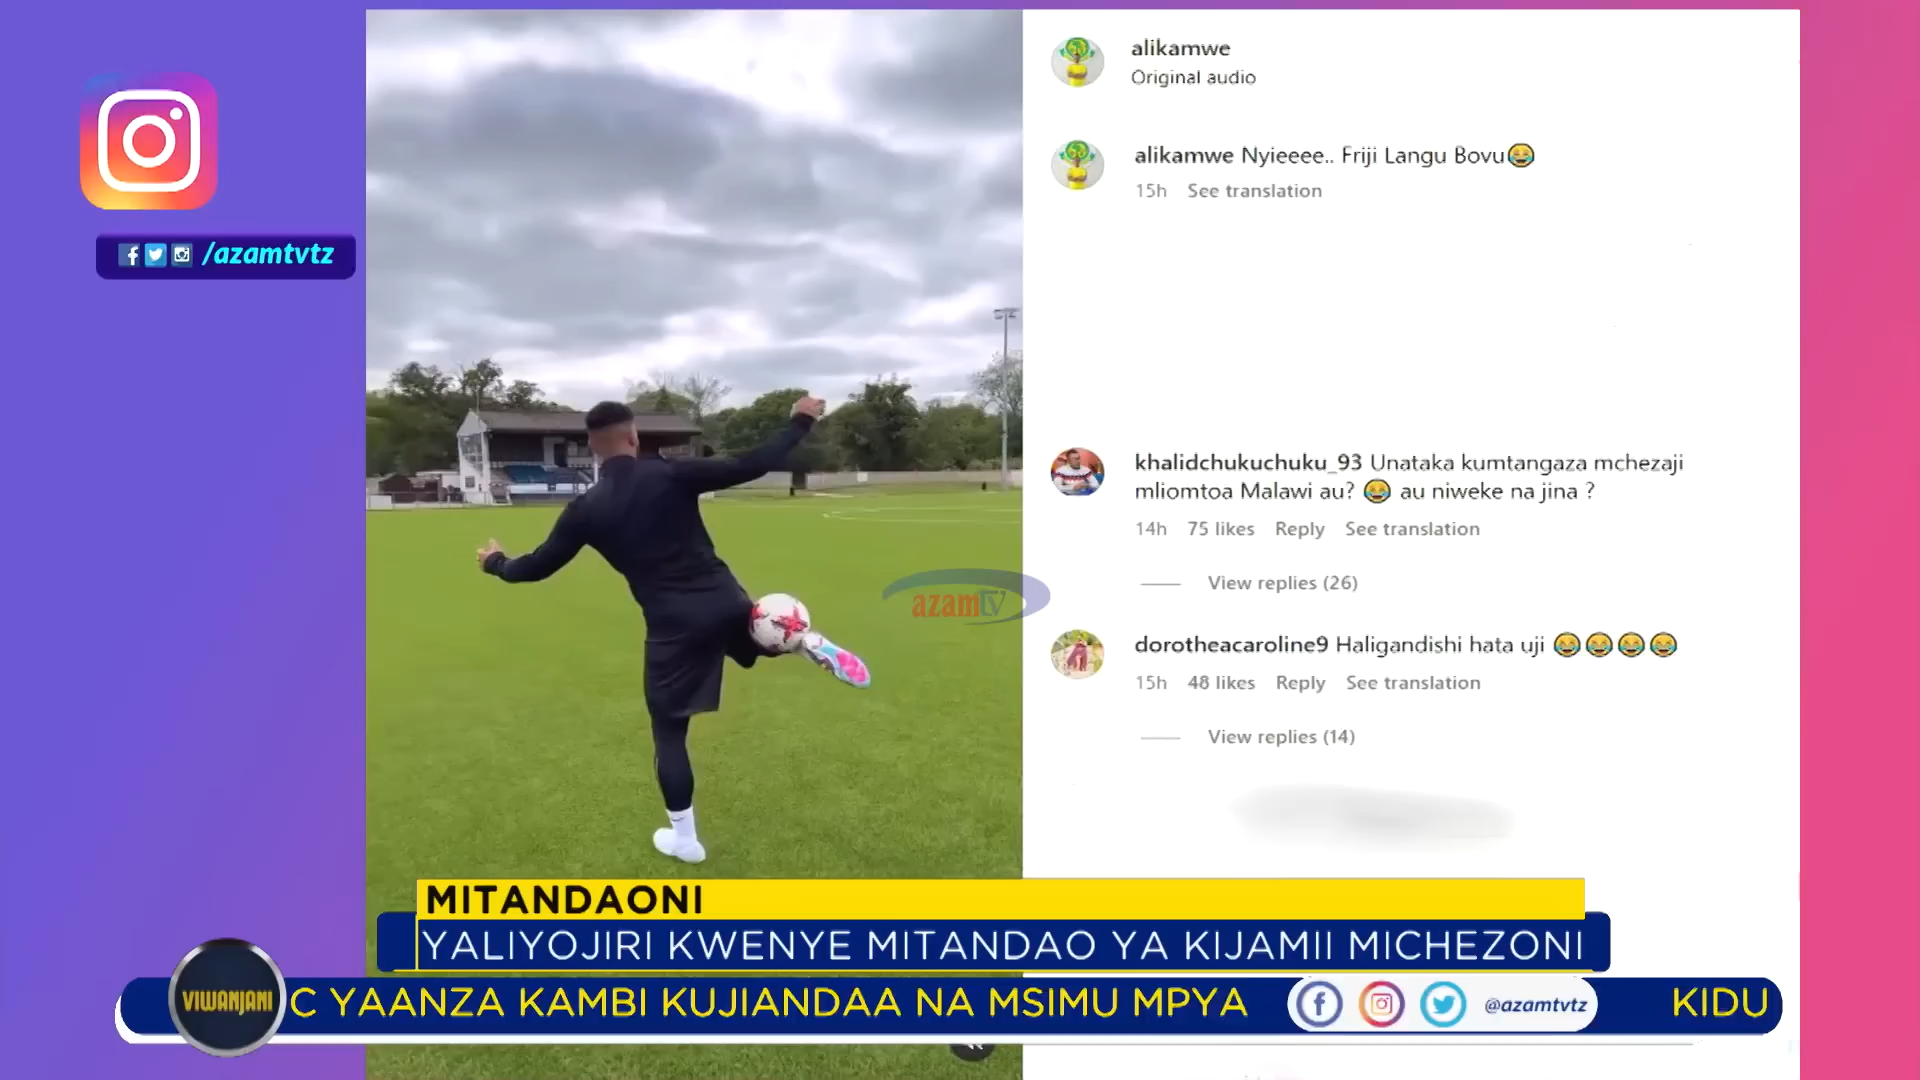 /azamtvtz
alikamwe
Original audio
alikamwe Nyieeee.. Friji Langu Bovu😂
15h See translation
khalidchukuchuku_93 Unataka kumtangaza mchezaji
mliomtoa Malawi au? 😂 au niweke na jina ?
14h 75 likes Reply See translation
View replies (26)
azamtv
dorotheacaroline9 Haligandishi hata uji 😂😂😂😂
15h 48 likes Reply See translation
View replies (14)
MITANDAONI
YALIYOJIRI KWENYE MITANDAO YA KIJAMII MICHEZONI
VIWANJANI
C YAANZA KAMBI KUJIANDAA NA MSIMU MPYA
@azamtvtz
KIDU